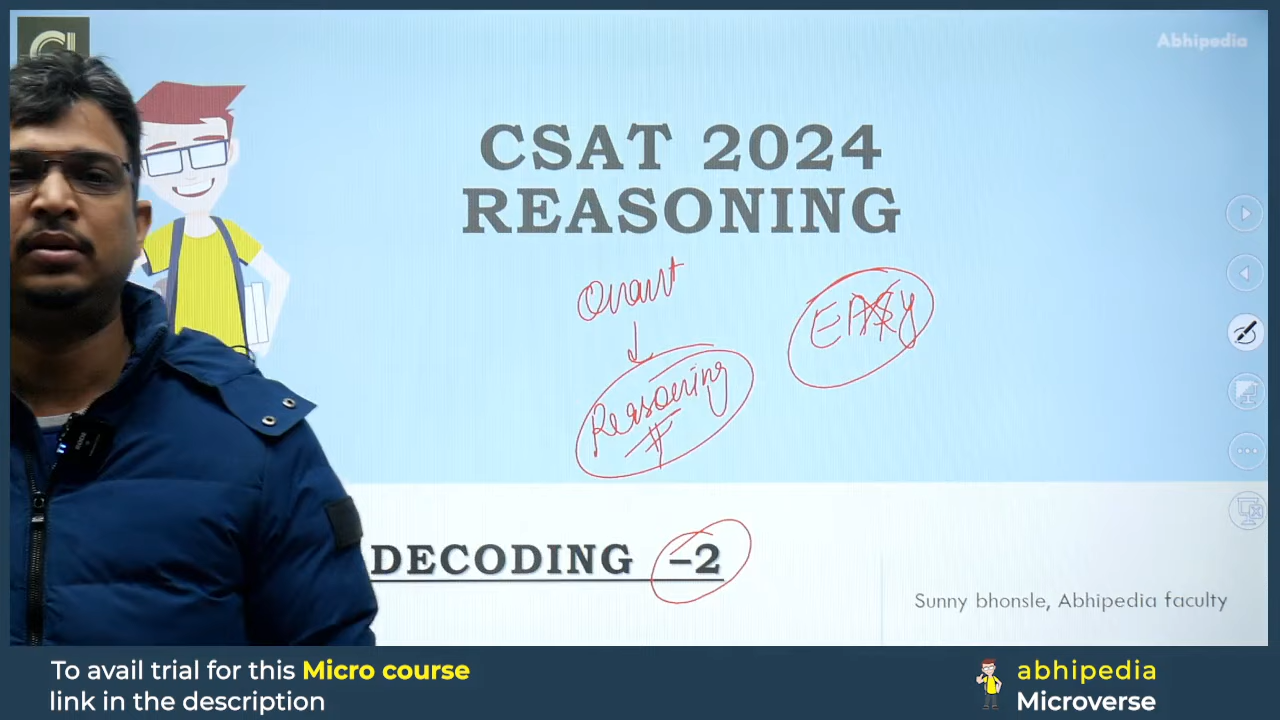 Abhipedia
CSAT 2024
REASONING
Quant
EASY
Reasoning
DECODING –2
Sunny bhonsle, Abhipedia faculty
To avail trial for this Micro course
link in the description
abhipedia
Microverse